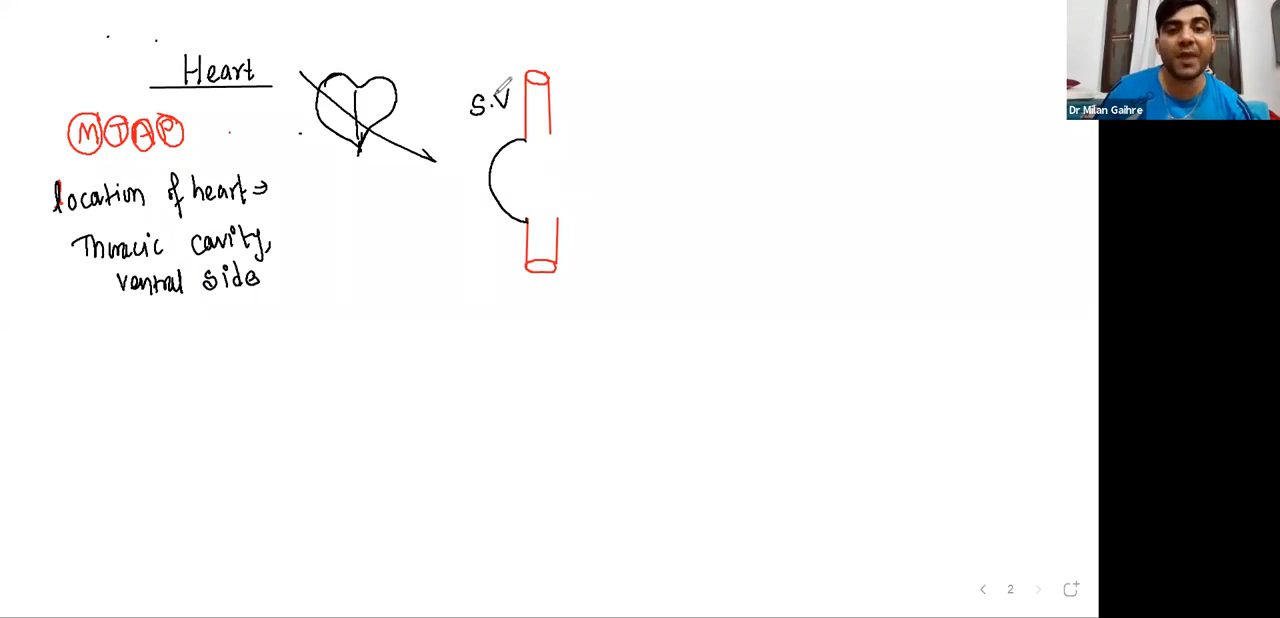 Heart
MTAP
location of heart ⇒
Thoracic cavity,
ventral side
S.V
Dr Milan Gaihre
2